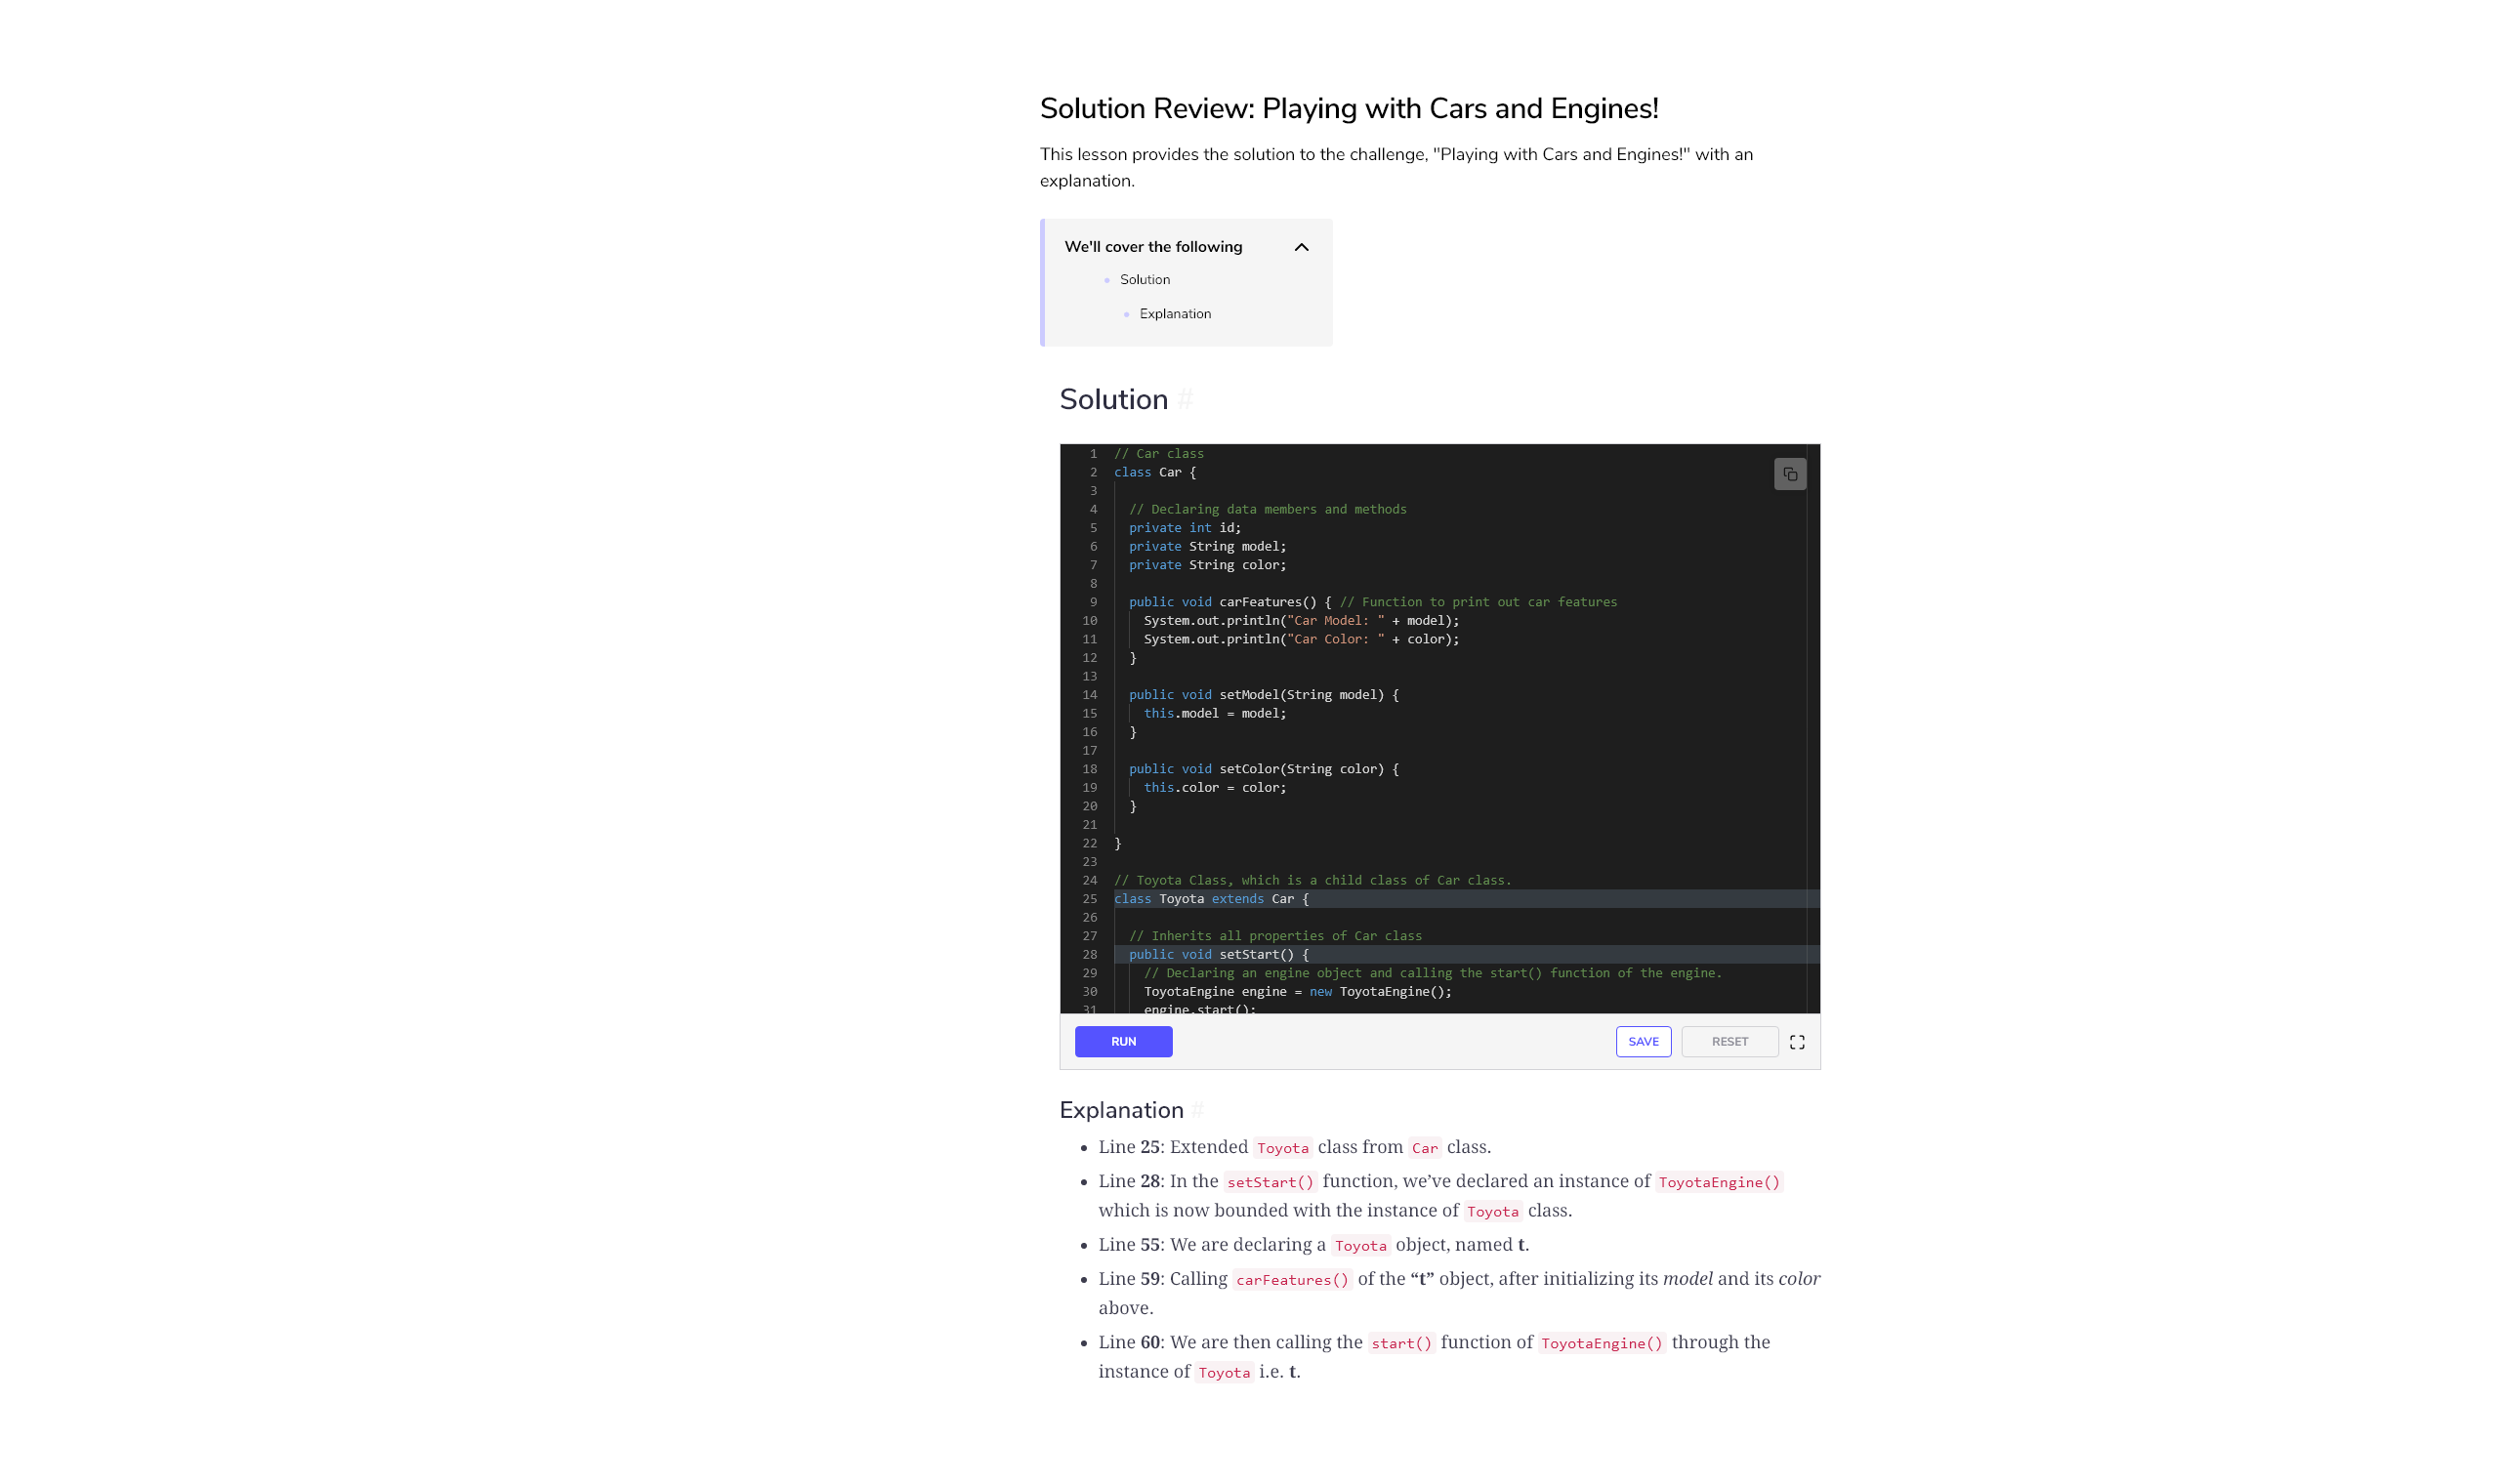 Solution Review: Playing with Cars and Engines!
This lesson provides the solution to the challenge, "Playing with Cars and Engines!" with an
explanation.
We'll cover the following
Solution
Explanation
Solution #
1 // Car class
2 class Car {
3
4 // Declaring data members and methods
5 private int id;
6 private String model;
7 private String color;
8
9 public void carFeatures() { // Function to print out car features
10 System.out.println("Car Model: " + model);
11 System.out.println("Car Color: " + color);
12 }
13
14 public void setModel(String model) {
15 this.model = model;
16 }
17
18 public void setColor(String color) {
19 this.color = color;
20 }
21
22 }
23
24 // Toyota Class, which is a child class of Car class.
25 class Toyota extends Car {
26
27 // Inherits all properties of Car class
28 public void setStart() {
29 // Declaring an engine object and calling the start() function of the engine.
30 ToyotaEngine engine = new ToyotaEngine();
31 engine.start();
RUN SAVE RESET
Explanation #
• Line 25: Extended Toyota class from Car class.
• Line 28: In the setStart() function, we’ve declared an instance of ToyotaEngine()
which is now bounded with the instance of Toyota class.
• Line 55: We are declaring a Toyota object, named t.
• Line 59: Calling carFeatures() of the “t” object, after initializing its model and its color
above.
• Line 60: We are then calling the start() function of ToyotaEngine() through the
instance of Toyota i.e. t.